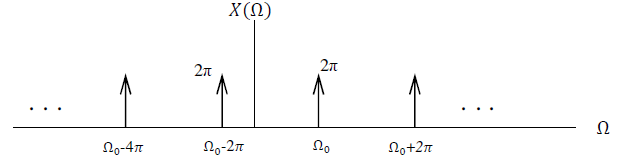 X(Ω)
2π 2π
. . . . . .
Ω
Ω₀-4π Ω₀-2π Ω₀ Ω₀+2π